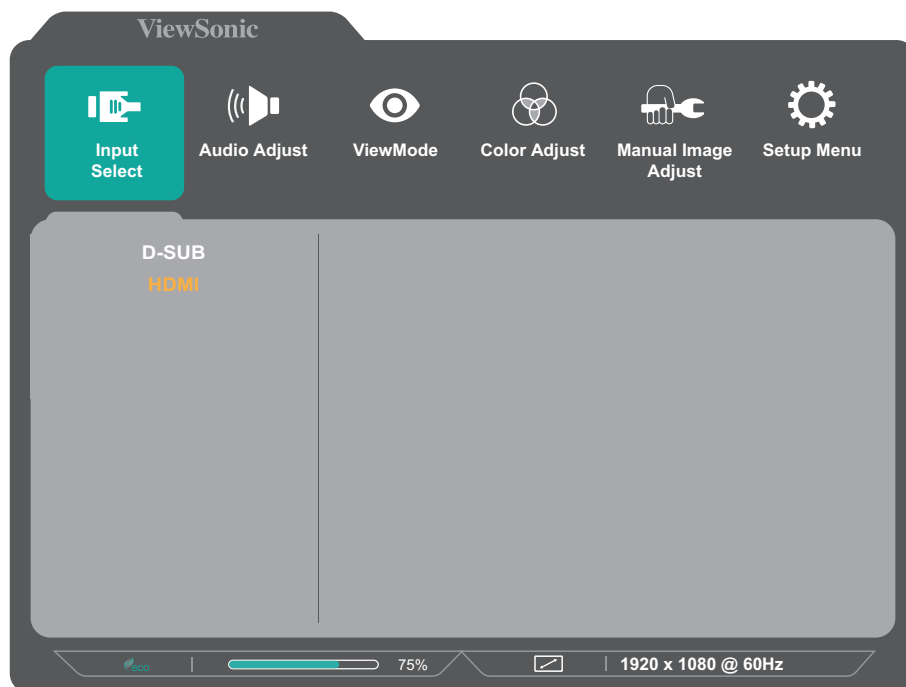 ViewSonic
Input
Select
Audio Adjust
ViewMode
Color Adjust
Manual Image
Adjust
Setup Menu
D-SUB
HDMI
eco
75%
1920 x 1080 @ 60Hz